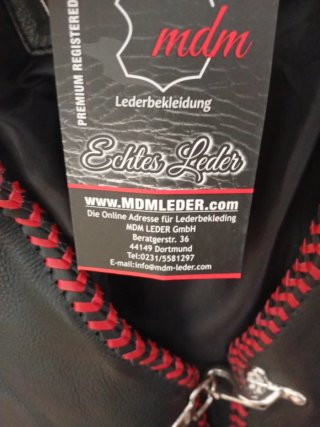 PREMIUM REGISTERED
mdm
Lederbekleidung
Echtes Leder
www.MDMLEDER.com
Die Online Adresse für Lederbekleding
MDM LEDER GmbH
Beratgerstr. 36
44149 Dortmund
Tel:0231/5581297
E-mail:info@mdm-leder.com